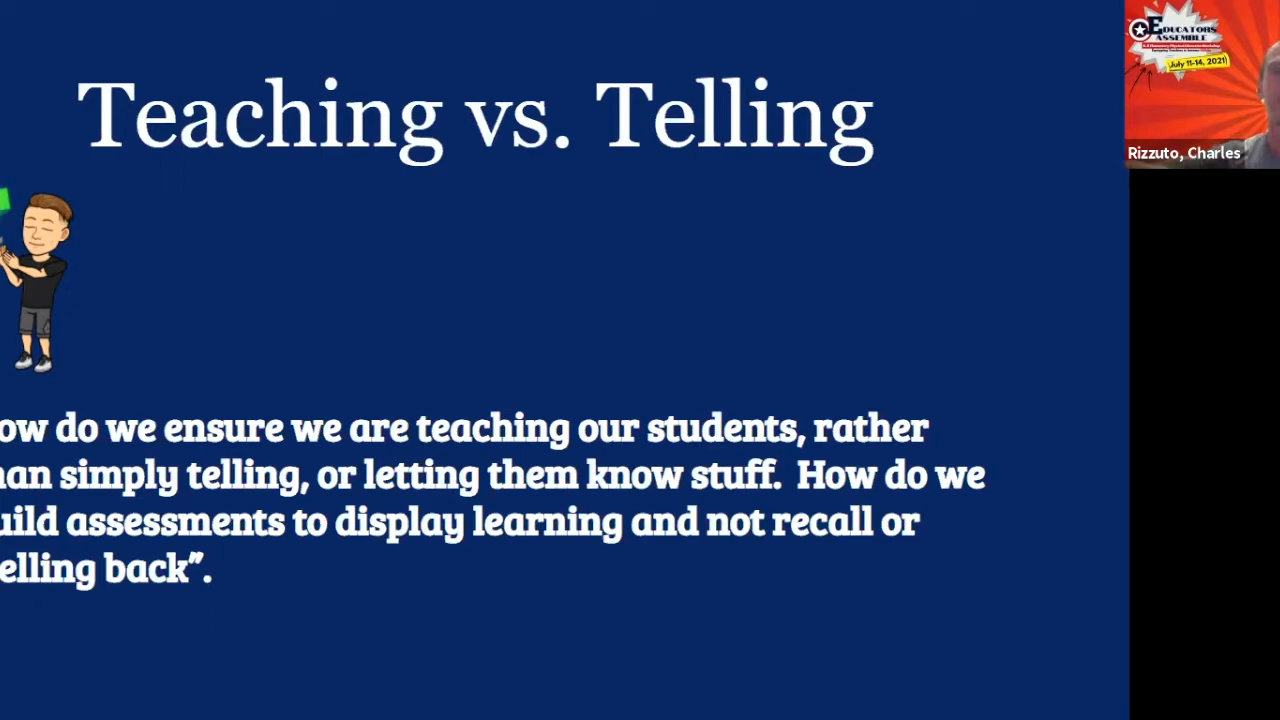 Teaching vs. Telling
ow do we ensure we are teaching our students, rather
an simply telling, or letting them know stuff. How do we
uild assessments to display learning and not recall or
elling back”.
EDUCATORS
ASSEMBLE
July 11-14, 2021
Rizzuto, Charles